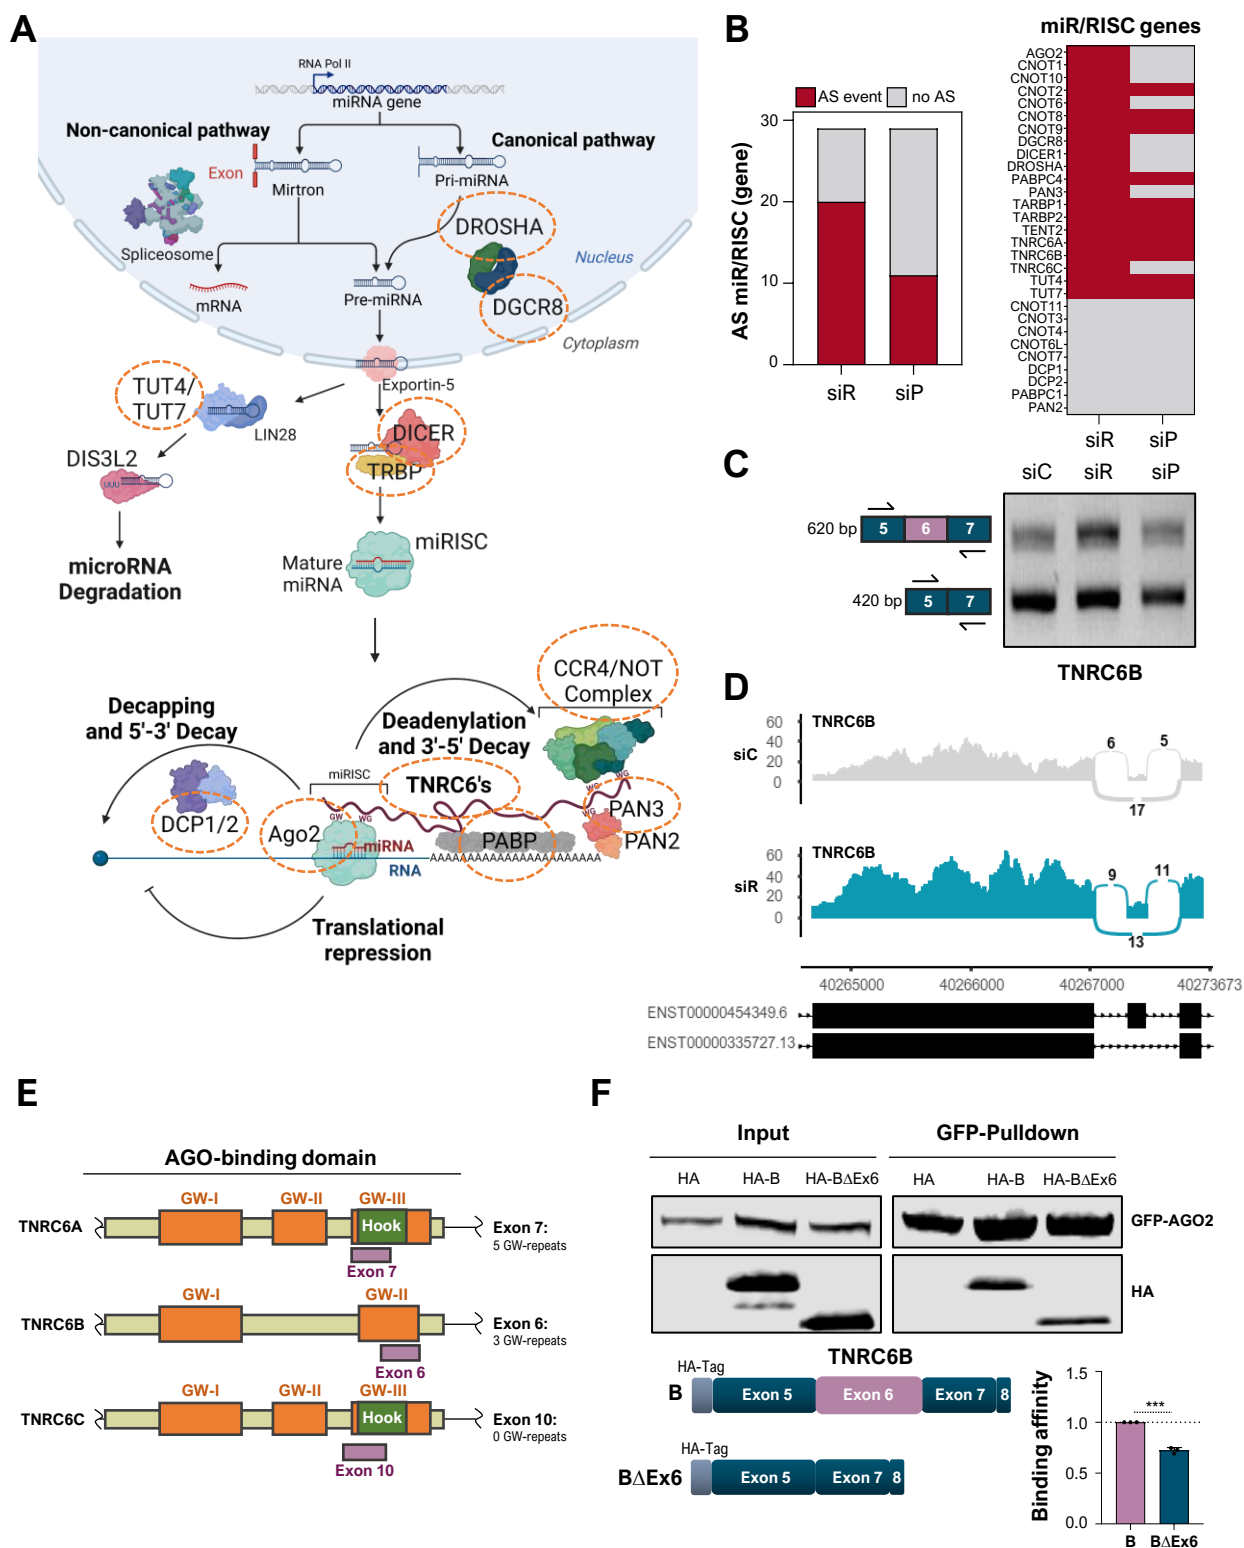 A
RNA Pol II
miRNA gene
Non-canonical pathway
Canonical pathway
Exon
Mirtron
Pri-miRNA
Spliceosome
DROSHA
Nucleus
mRNA
Pre-miRNA
DGCR8
Cytoplasm
Exportin-5
TUT4/
TUT7
LIN28
DICER
TRBP
DIS3L2
UUU
microRNA
Degradation
Mature
miRNA
miRISC
CCR4/NOT
Complex
Decapping
and 5'-3' Decay
Deadenylation
and 3'-5' Decay
miRISC
TNRC6's
WG
WG
WG
GW
WG
DCP1/2
Ago2
miRNA
RNA
PABP
AAAAAAAAAAAAAAAAAAAAAAA
PAN3
PAN2
Translational
repression
B
AS event
no AS
AS miR/RISC (gene)
30
20
10
0
siR
siP
miR/RISC genes
AGO2
CNOT1
CNOT10
CNOT2
CNOT6
CNOT8
CNOT9
DGCR8
DICER1
DROSHA
PABPC4
PAN3
TARBP1
TARBP2
TENT2
TNRC6A
TNRC6B
TNRC6C
TUT4
TUT7
CNOT11
CNOT3
CNOT4
CNOT6L
CNOT7
DCP1
DCP2
PABPC1
PAN2
siR
siP
C
siC
siR
siP
620 bp
5
6
7
420 bp
5
7
TNRC6B
D
TNRC6B
siC
60
40
20
0
6
5
17
TNRC6B
siR
60
40
20
0
9
11
13
40265000
40266000
40267000
40273673
ENST00000454349.6
ENST00000335727.13
E
AGO-binding domain
GW-I
GW-II
GW-III
TNRC6A
Hook
Exon 7:
5 GW-repeats
Exon 7
GW-I
GW-II
TNRC6B
Exon 6:
3 GW-repeats
Exon 6
GW-I
GW-II
GW-III
TNRC6C
Hook
Exon 10:
0 GW-repeats
Exon 10
F
Input
GFP-Pulldown
HA
HA-B
HA-BΔEx6
HA
HA-B
HA-BΔEx6
GFP-AGO2
HA
TNRC6B
HA-Tag
B
Exon 5
Exon 6
Exon 7
8
HA-Tag
BΔEx6
Exon 5
Exon 7
8
Binding affinity
1.5
1.0
0.5
0.0
***
B
BΔEx6